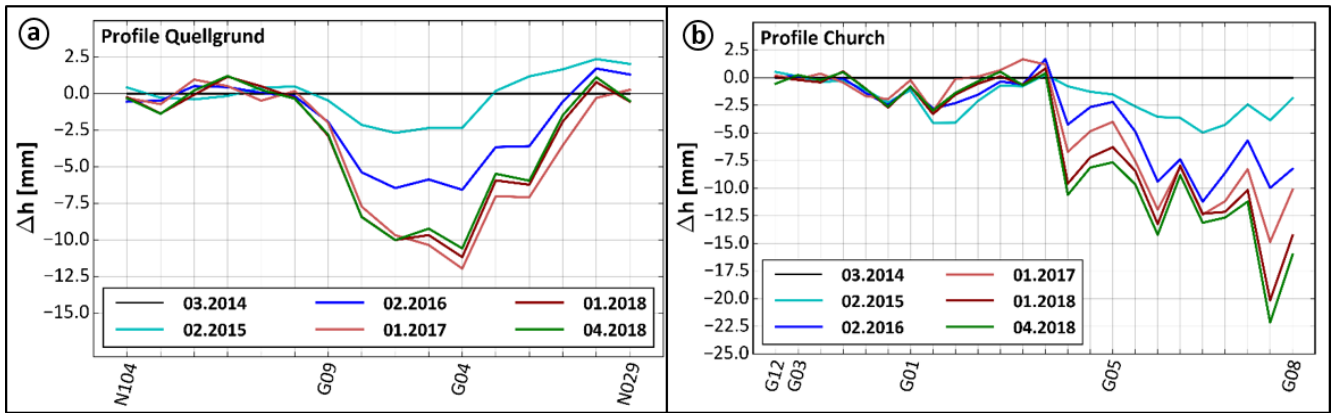 a Profile Quellgrund
Δh [mm]
2.5
0.0
−2.5
−5.0
−7.5
−10.0
−12.5
−15.0
03.2014 02.2016 01.2018
02.2015 01.2017 04.2018
N104 G09 G04 N029
b Profile Church
Δh [mm]
2.5
0.0
−2.5
−5.0
−7.5
−10.0
−12.5
−15.0
−17.5
−20.0
−22.5
−25.0
03.2014 01.2017
02.2015 01.2018
02.2016 04.2018
G12 G03 G01 G05 G08